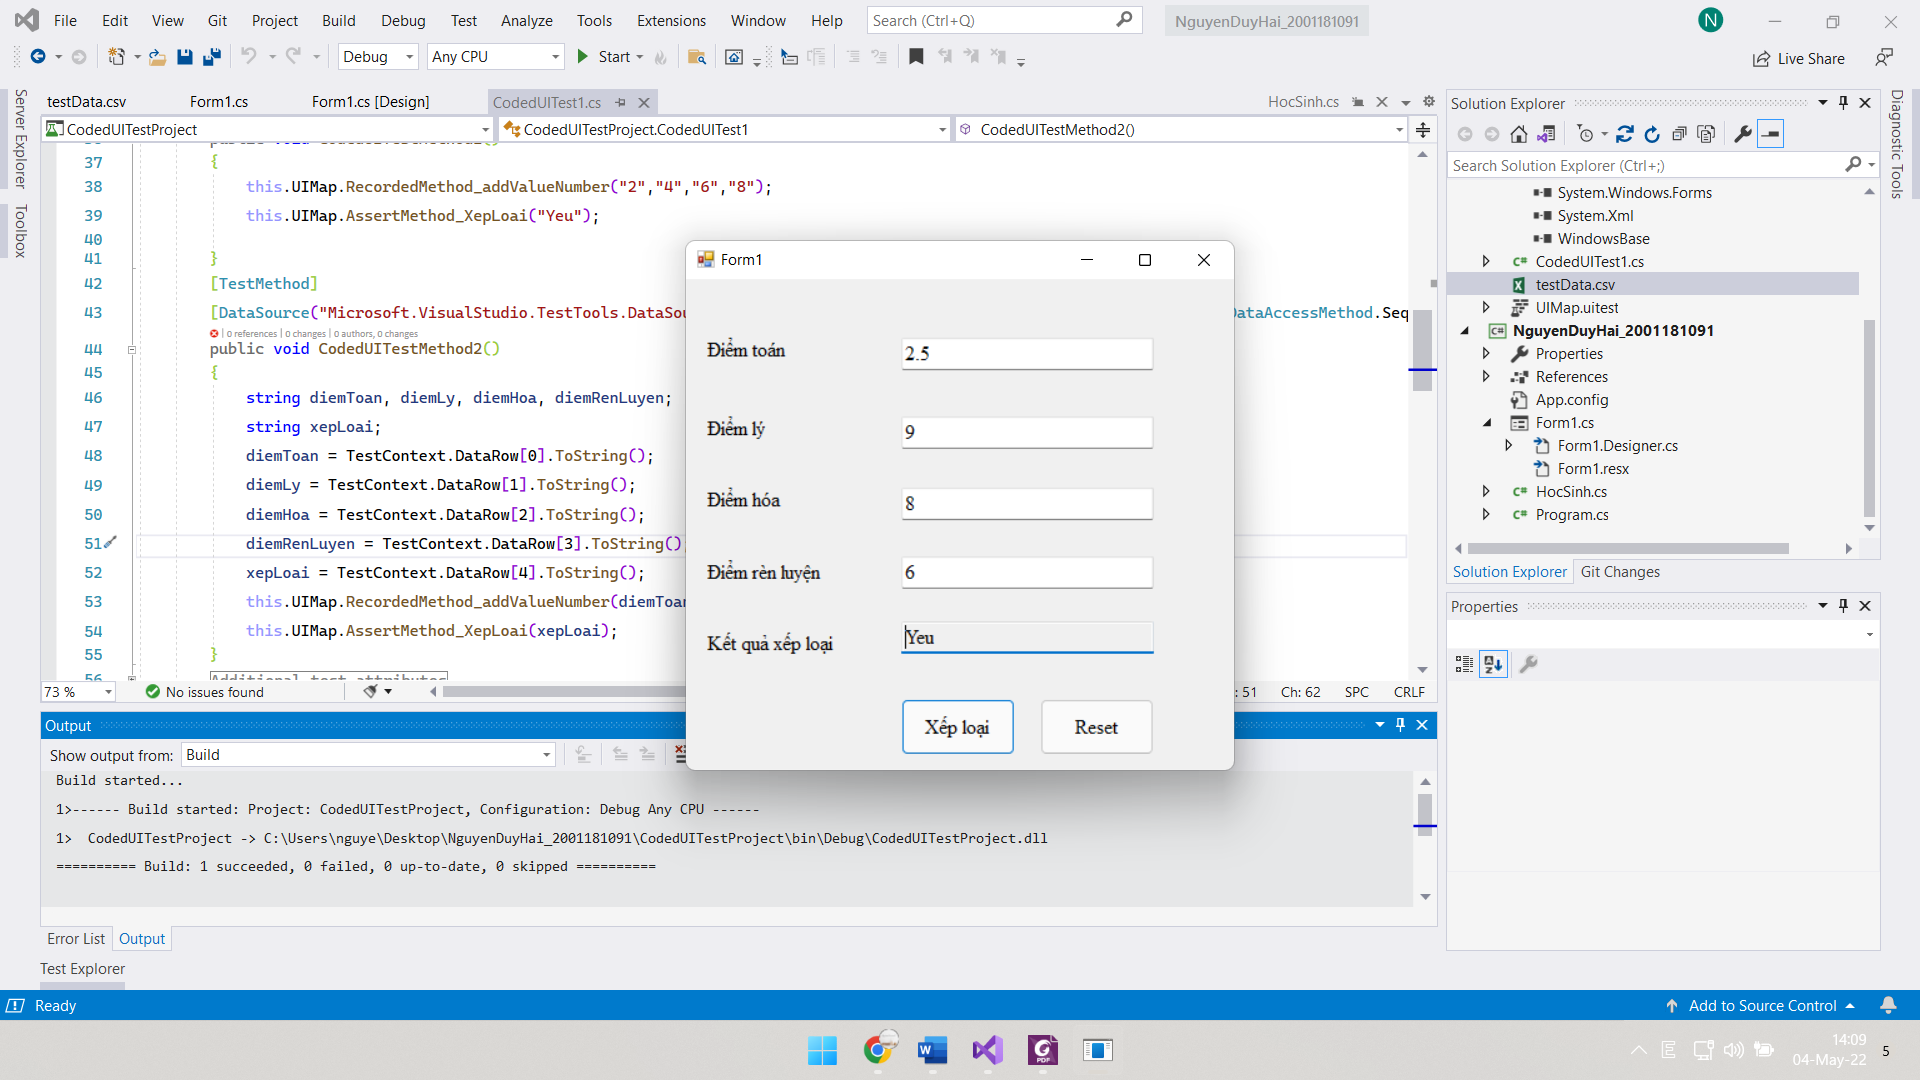 File Edit View Git Project Build Debug Test Analyze Tools Extensions Window Help Search (Ctrl+Q) NguyenDuyHai_2001181091 N
Debug Any CPU Start Live Share
Server Explorer
Toolbox
testData.csv Form1.cs Form1.cs [Design] CodedUITest1.cs HocSinh.cs
CodedUITestProject CodedUITestProject.CodedUITest1 CodedUITestMethod2()
37 {
38 this.UIMap.RecordedMethod_addValueNumber("2","4","6","8");
39 this.UIMap.AssertMethod_XepLoai("Yeu");
40
41 }
42 [TestMethod]
43 [DataSource("Microsoft.VisualStudio.TestTools.DataSou DataAccessMethod.Seq
0 references | 0 changes | 0 authors, 0 changes
44 public void CodedUITestMethod2()
45 {
46 string diemToan, diemLy, diemHoa, diemRenLuyen;
47 string xepLoai;
48 diemToan = TestContext.DataRow[0].ToString();
49 diemLy = TestContext.DataRow[1].ToString();
50 diemHoa = TestContext.DataRow[2].ToString();
51 diemRenLuyen = TestContext.DataRow[3].ToString()
52 xepLoai = TestContext.DataRow[4].ToString();
53 this.UIMap.RecordedMethod_addValueNumber(diemToan
54 this.UIMap.AssertMethod_XepLoai(xepLoai);
55 }
56 Additional test attributes
73 % No issues found : 51 Ch: 62 SPC CRLF
Form1
Điểm toán 2.5
Điểm lý 9
Điểm hóa 8
Điểm rèn luyện 6
Kết quả xếp loại Yeu
Xếp loại Reset
Output
Show output from: Build
Build started...
1>------ Build started: Project: CodedUITestProject, Configuration: Debug Any CPU ------
1> CodedUITestProject -> C:\Users\nguye\Desktop\NguyenDuyHai_2001181091\CodedUITestProject\bin\Debug\CodedUITestProject.dll
========== Build: 1 succeeded, 0 failed, 0 up-to-date, 0 skipped ==========
Error List Output
Test Explorer
Solution Explorer
Search Solution Explorer (Ctrl+;)
System.Windows.Forms
System.Xml
WindowsBase
CodedUITest1.cs
testData.csv
UIMap.uitest
NguyenDuyHai_2001181091
Properties
References
App.config
Form1.cs
Form1.Designer.cs
Form1.resx
HocSinh.cs
Program.cs
Solution Explorer Git Changes
Properties
Diagnostic Tools
Ready Add to Source Control
14:09
04-May-22 5